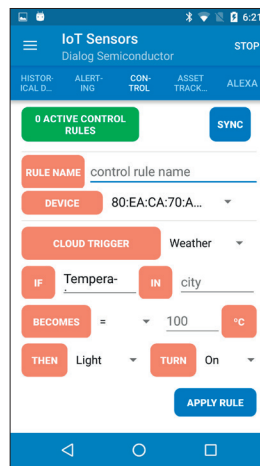 6:21
IoT Sensors
Dialog Semiconductor
STOP
HISTOR-
ICAL D...
ALERT-
ING
CON-
TROL
ASSET
TRACK...
ALEXA
0 ACTIVE CONTROL
RULES
SYNC
RULE NAME control rule name
DEVICE 80:EA:CA:70:A...
CLOUD TRIGGER Weather
IF Tempera- IN city
BECOMES = 100 ºC
THEN Light TURN On
APPLY RULE